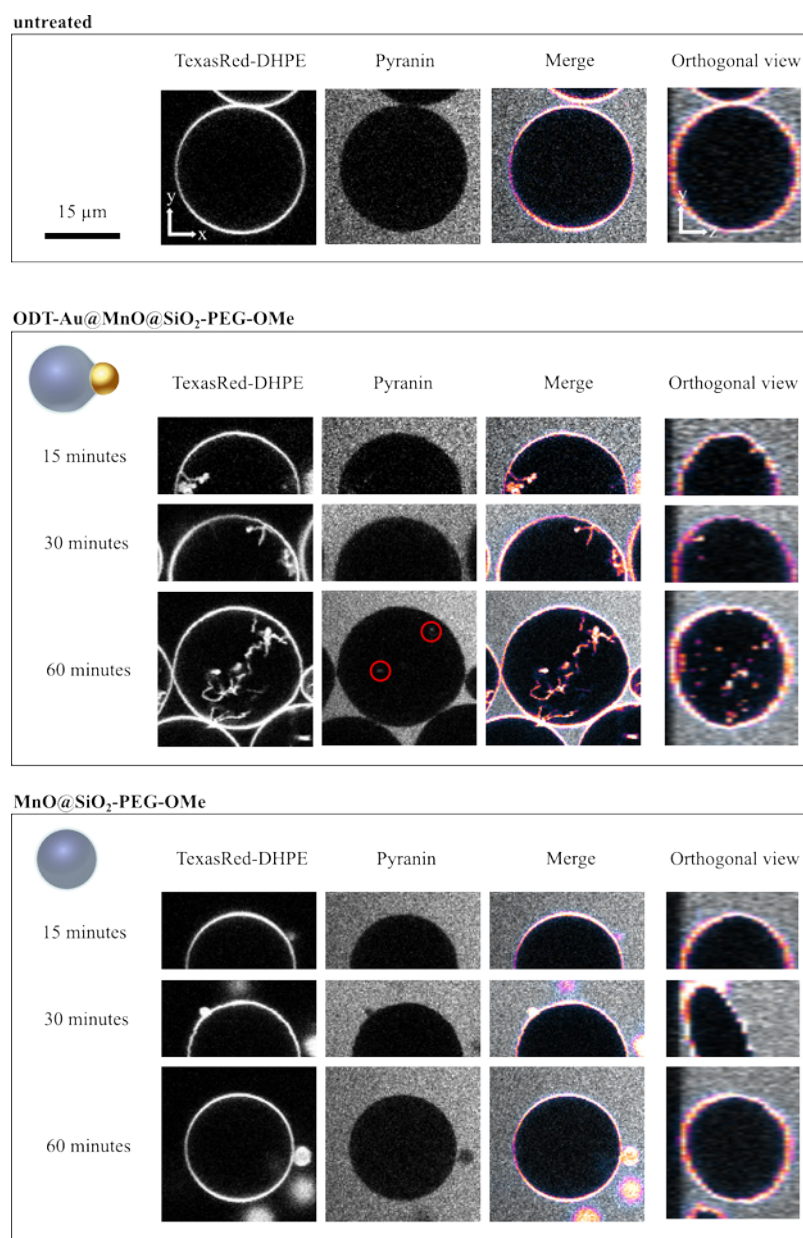 untreated
TexasRed-DHPE Pyranin Merge Orthogonal view
15 µm
y
x
y
z
ODT-Au@MnO@SiO₂-PEG-OMe
TexasRed-DHPE Pyranin Merge Orthogonal view
15 minutes
30 minutes
60 minutes
MnO@SiO₂-PEG-OMe
TexasRed-DHPE Pyranin Merge Orthogonal view
15 minutes
30 minutes
60 minutes